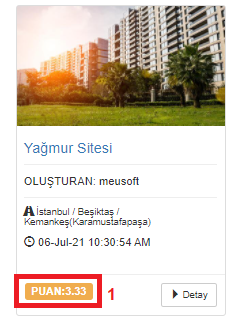 Yağmur Sitesi
OLUŞTURAN: meusoft
İstanbul / Beşiktaş /
Kemankeş(Karamustafapaşa)
06-Jul-21 10:30:54 AM
PUAN:3.33
1
Detay